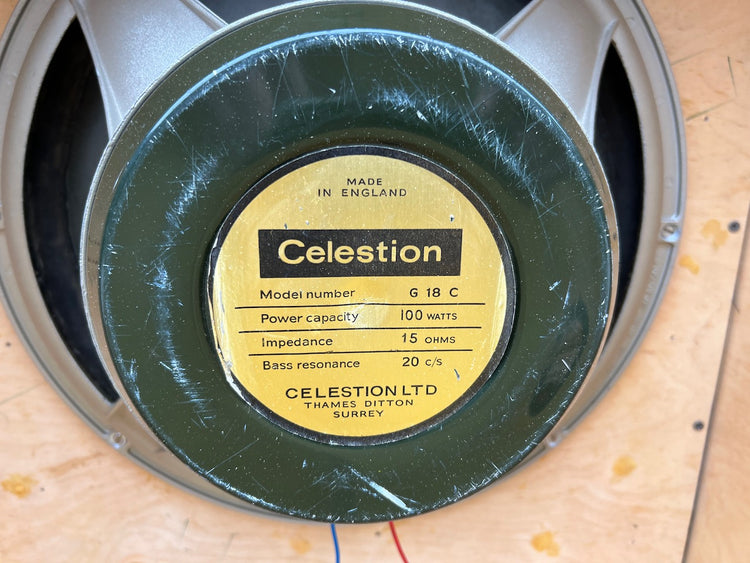 MADE
IN ENGLAND
Celestion
Model number G 18 C
Power capacity 100 WATTS
Impedance 15 OHMS
Bass resonance 20 C/S
CELESTION LTD
THAMES DITTON
SURREY